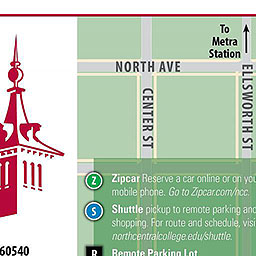 To
Metra
Station
NORTH AVE
CENTER ST
ELLSWORTH ST
Z Zipcar Reserve a car online or on you
mobile phone. Go to Zipcar.com/ncc.
S Shuttle pickup to remote parking and
shopping. For route and schedule, visi
northcentralcollege.edu/shuttle.
R Remote Parking Lot
60540